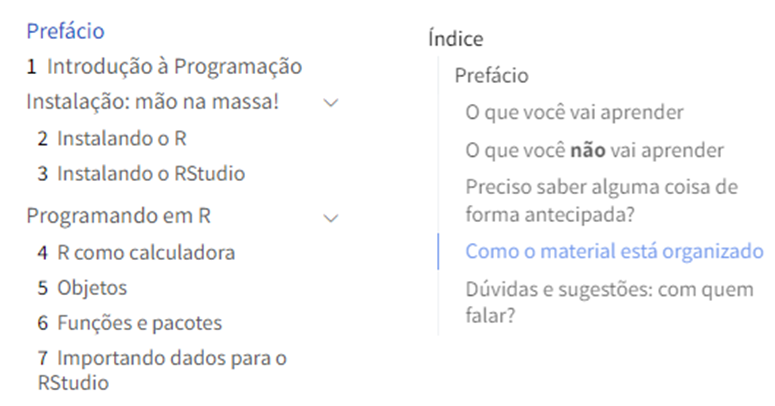 Prefácio
1 Introdução à Programação
Instalação: mão na massa!
2 Instalando o R
3 Instalando o RStudio
Programando em R
4 R como calculadora
5 Objetos
6 Funções e pacotes
7 Importando dados para o
RStudio
Índice
Prefácio
O que você vai aprender
O que você não vai aprender
Preciso saber alguma coisa de
forma antecipada?
Como o material está organizado
Dúvidas e sugestões: com quem
falar?